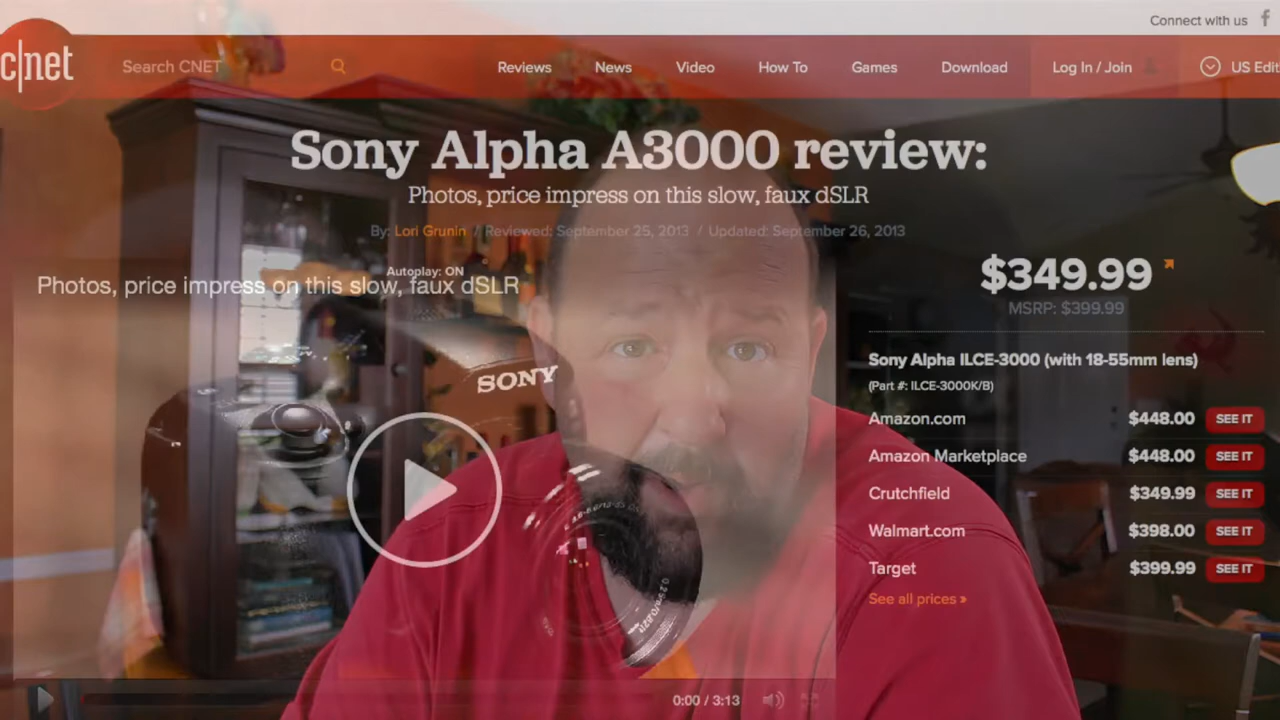 Connect with us
c|net
Search CNET
Reviews
News
Video
How To
Games
Download
Log In / Join
US Edit
Sony Alpha A3000 review:
Photos, price impress on this slow, faux dSLR
By: Lori Grunin / Reviewed: September 25, 2013 / Updated: September 26, 2013
Autoplay: ON
Photos, price impress on this slow, faux dSLR
$349.99
MSRP: $399.99
Sony Alpha ILCE-3000 (with 18-55mm lens)
(Part #: ILCE-3000K/B)
SONY
Amazon.com $448.00 SEE IT
Amazon Marketplace $448.00 SEE IT
Crutchfield $349.99 SEE IT
Walmart.com $398.00 SEE IT
Target $399.99 SEE IT
See all prices »
0:00 / 3:13